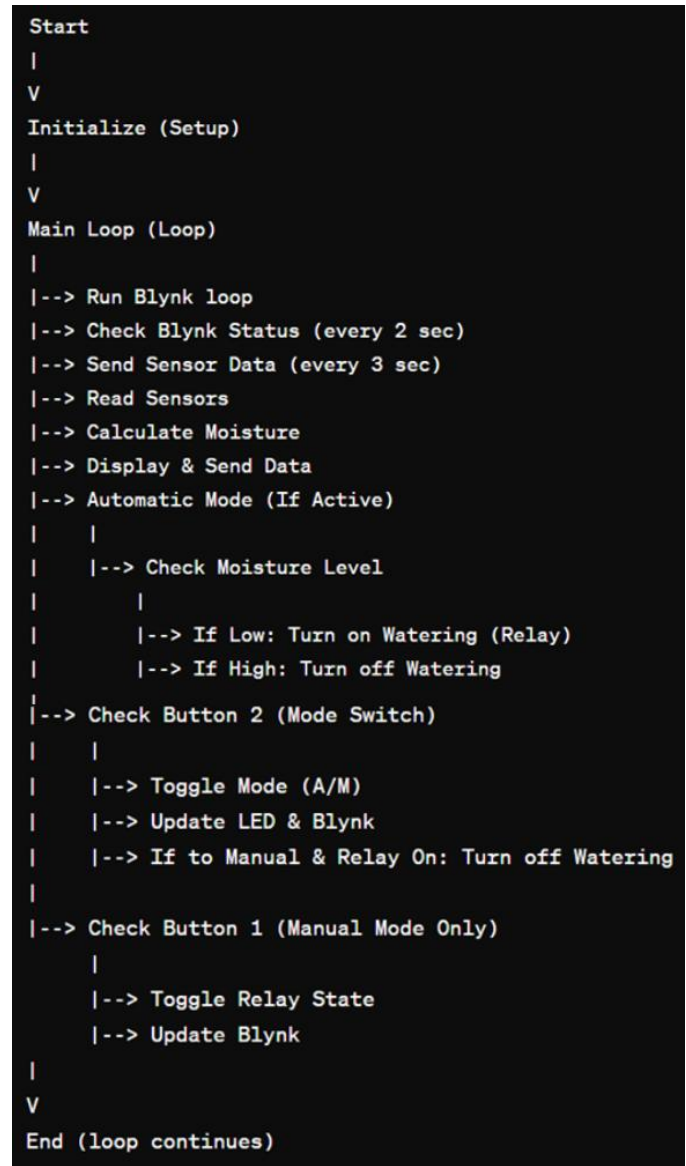 Start
|
V
Initialize (Setup)
|
V
Main Loop (Loop)
|
|--> Run Blynk loop
|--> Check Blynk Status (every 2 sec)
|--> Send Sensor Data (every 3 sec)
|--> Read Sensors
|--> Calculate Moisture
|--> Display & Send Data
|--> Automatic Mode (If Active)
|    |
|    |--> Check Moisture Level
|        |
|        |--> If Low: Turn on Watering (Relay)
|        |--> If High: Turn off Watering
|
|--> Check Button 2 (Mode Switch)
|    |
|    |--> Toggle Mode (A/M)
|    |--> Update LED & Blynk
|    |--> If to Manual & Relay On: Turn off Watering
|
|--> Check Button 1 (Manual Mode Only)
     |
     |--> Toggle Relay State
     |--> Update Blynk
|
V
End (loop continues)